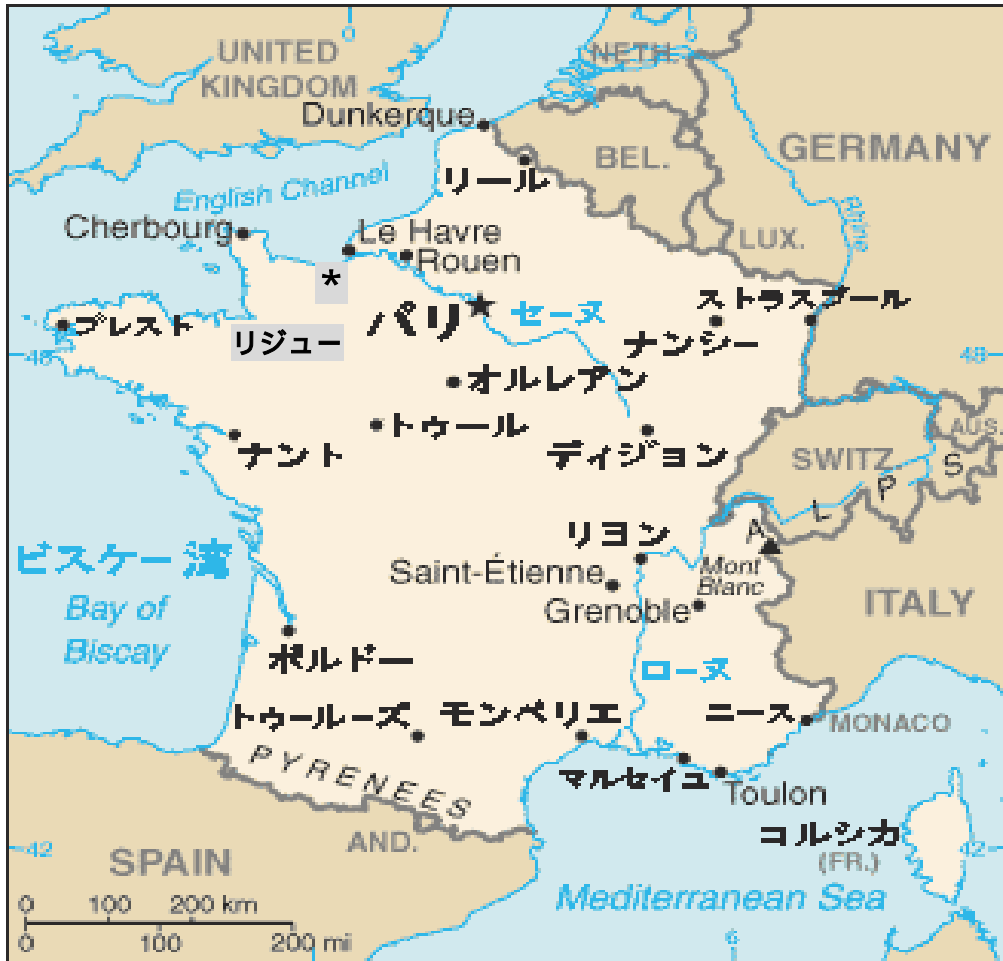 0
6
UNITED
KINGDOM
NETH.
Dunkerque
BEL.
GERMANY
リール
English Channel
Rhine
Cherbourg
Le Havre
LUX.
Rouen
*
ストラスブール
ブレスト
パリ
セーヌ
ナンシー
リジュー
48
48
オルレアン
トゥール
AUS.
ナント
ディジョン
SWITZ.
A L P S
リヨン
ビスケー湾
Saint-Étienne
Mont
Blanc
Bay of
Biscay
Grenoble
ITALY
ボルドー
ローヌ
トゥールーズ
モンペリエ
ニース
MONACO
PYRENEES
マルセイユ
Toulon
AND.
コルシカ
42
42
SPAIN
(FR.)
Mediterranean Sea
0 100 200 km
0 100 200 mi
6